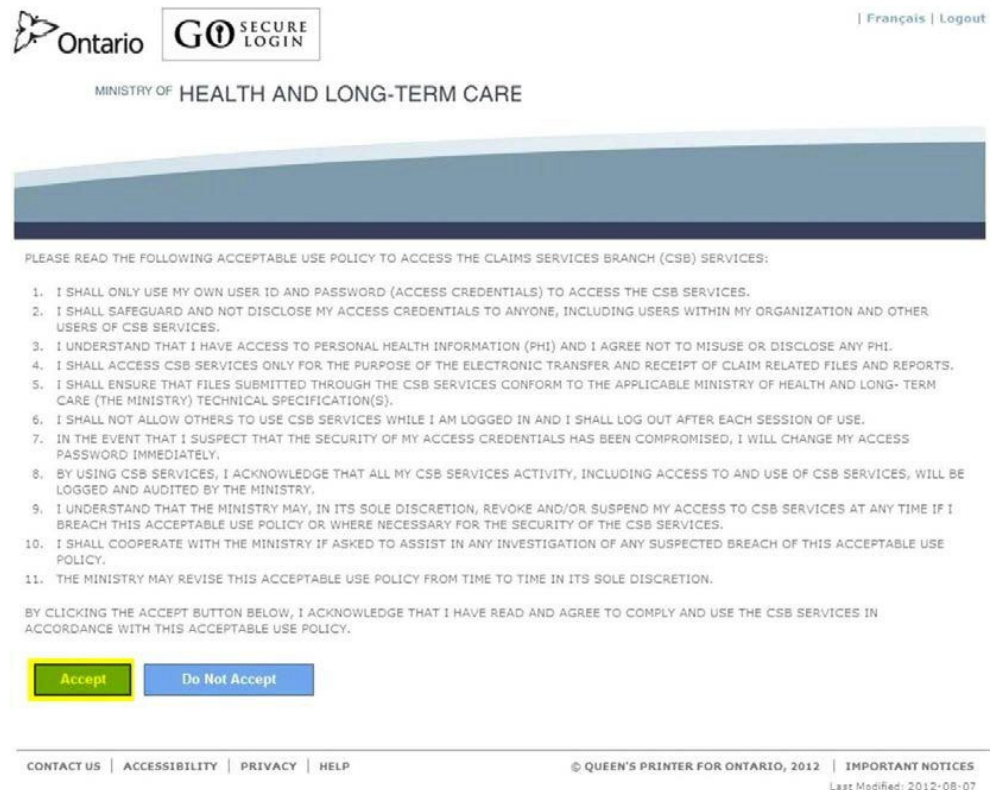 | Français | Logout
Ontario
GO SECURE
LOGIN
MINISTRY OF HEALTH AND LONG-TERM CARE
PLEASE READ THE FOLLOWING ACCEPTABLE USE POLICY TO ACCESS THE CLAIMS SERVICES BRANCH (CSB) SERVICES:
1. I SHALL ONLY USE MY OWN USER ID AND PASSWORD (ACCESS CREDENTIALS) TO ACCESS THE CSB SERVICES.
2. I SHALL SAFEGUARD AND NOT DISCLOSE MY ACCESS CREDENTIALS TO ANYONE, INCLUDING USERS WITHIN MY ORGANIZATION AND OTHER
USERS OF CSB SERVICES.
3. I UNDERSTAND THAT I HAVE ACCESS TO PERSONAL HEALTH INFORMATION (PHI) AND I AGREE NOT TO MISUSE OR DISCLOSE ANY PHI.
4. I SHALL ACCESS CSB SERVICES ONLY FOR THE PURPOSE OF THE ELECTRONIC TRANSFER AND RECEIPT OF CLAIM RELATED FILES AND REPORTS.
5. I SHALL ENSURE THAT FILES SUBMITTED THROUGH THE CSB SERVICES CONFORM TO THE APPLICABLE MINISTRY OF HEALTH AND LONG- TERM
CARE (THE MINISTRY) TECHNICAL SPECIFICATION(S).
6. I SHALL NOT ALLOW OTHERS TO USE CSB SERVICES WHILE I AM LOGGED IN AND I SHALL LOG OUT AFTER EACH SESSION OF USE.
7. IN THE EVENT THAT I SUSPECT THAT THE SECURITY OF MY ACCESS CREDENTIALS HAS BEEN COMPROMISED, I WILL CHANGE MY ACCESS
PASSWORD IMMEDIATELY.
8. BY USING CSB SERVICES, I ACKNOWLEDGE THAT ALL MY CSB SERVICES ACTIVITY, INCLUDING ACCESS TO AND USE OF CSB SERVICES, WILL BE
LOGGED AND AUDITED BY THE MINISTRY.
9. I UNDERSTAND THAT THE MINISTRY MAY, IN ITS SOLE DISCRETION, REVOKE AND/OR SUSPEND MY ACCESS TO CSB SERVICES AT ANY TIME IF I
BREACH THIS ACCEPTABLE USE POLICY OR WHERE NECESSARY FOR THE SECURITY OF THE CSB SERVICES.
10. I SHALL COOPERATE WITH THE MINISTRY IF ASKED TO ASSIST IN ANY INVESTIGATION OF ANY SUSPECTED BREACH OF THIS ACCEPTABLE USE
POLICY.
11. THE MINISTRY MAY REVISE THIS ACCEPTABLE USE POLICY FROM TIME TO TIME IN ITS SOLE DISCRETION.
BY CLICKING THE ACCEPT BUTTON BELOW, I ACKNOWLEDGE THAT I HAVE READ AND AGREE TO COMPLY AND USE THE CSB SERVICES IN
ACCORDANCE WITH THIS ACCEPTABLE USE POLICY.
Accept Do Not Accept
CONTACT US | ACCESSIBILITY | PRIVACY | HELP © QUEEN'S PRINTER FOR ONTARIO, 2012 | IMPORTANT NOTICES
Last Modified: 2012-08-07